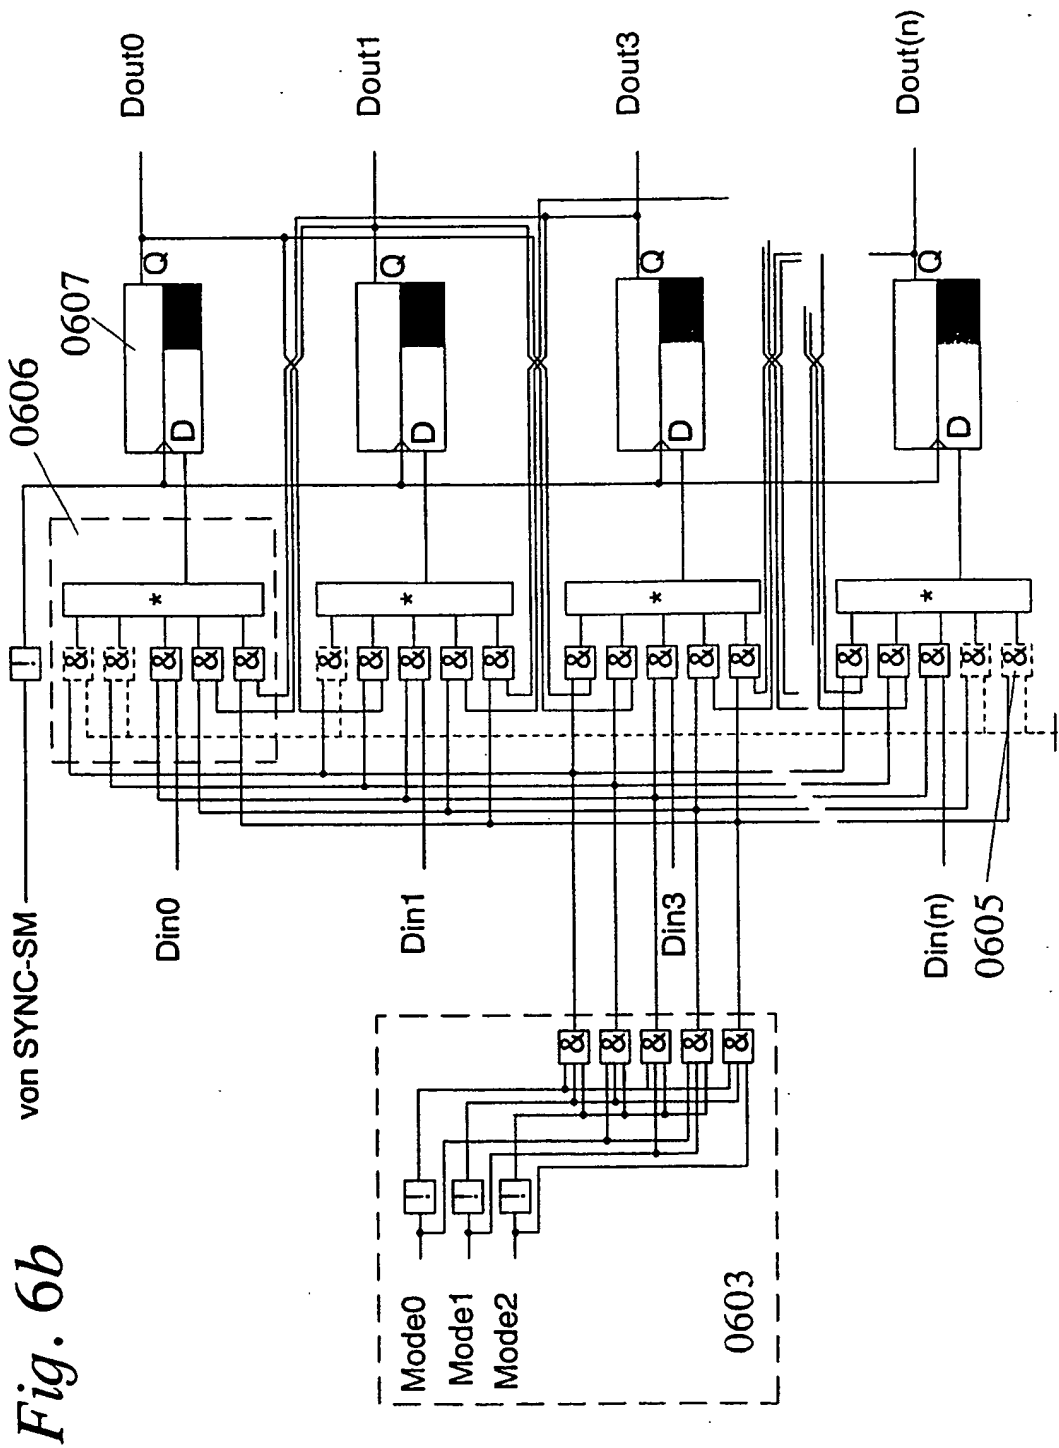 Fig. 6b
von SYNC-SM
!
0606
0607
Din0
&
&
&
&
&
*
D
Q
Dout0
Din1
&
&
&
&
&
*
D
Q
Dout1
Din3
&
&
&
&
&
*
D
Q
Dout3
Din(n)
&
&
&
&
&
*
D
Q
Dout(n)
0605
Mode0
!
Mode1
!
Mode2
!
&
&
&
&
&
0603